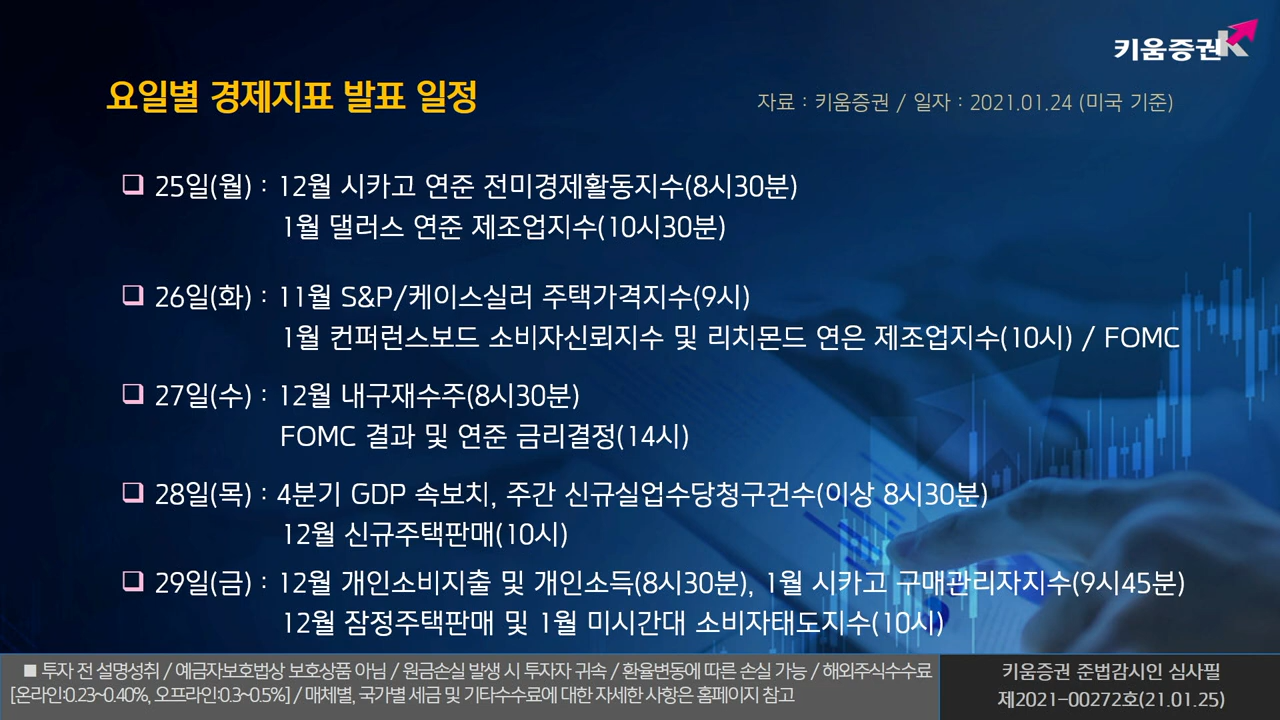 키움증권
요일별 경제지표 발표 일정
자료 : 키움증권 / 일자 : 2021.01.24 (미국 기준)
❑ 25일(월) : 12월 시카고 연준 전미경제활동지수(8시30분)
1월 댈러스 연준 제조업지수(10시30분)
❑ 26일(화) : 11월 S&P/케이스실러 주택가격지수(9시)
1월 컨퍼런스보드 소비자신뢰지수 및 리치몬드 연은 제조업지수(10시) / FOMC
❑ 27일(수) : 12월 내구재수주(8시30분)
FOMC 결과 및 연준 금리결정(14시)
❑ 28일(목) : 4분기 GDP 속보치, 주간 신규실업수당청구건수(이상 8시30분)
12월 신규주택판매(10시)
❑ 29일(금) : 12월 개인소비지출 및 개인소득(8시30분), 1월 시카고 구매관리자지수(9시45분)
12월 잠정주택판매 및 1월 미시간대 소비자태도지수(10시)
■ 투자 전 설명성취 / 예금자보호법상 보호상품 아님 / 원금손실 발생 시 투자자 귀속 / 환율변동에 따른 손실 가능 / 해외주식수수료
[온라인:0.23~0.40%, 오프라인:0.3~0.5%] / 매체별, 국가별 세금 및 기타수수료에 대한 자세한 사항은 홈페이지 참고
키움증권 준법감시인 심사필
제2021-00272호(21.01.25)